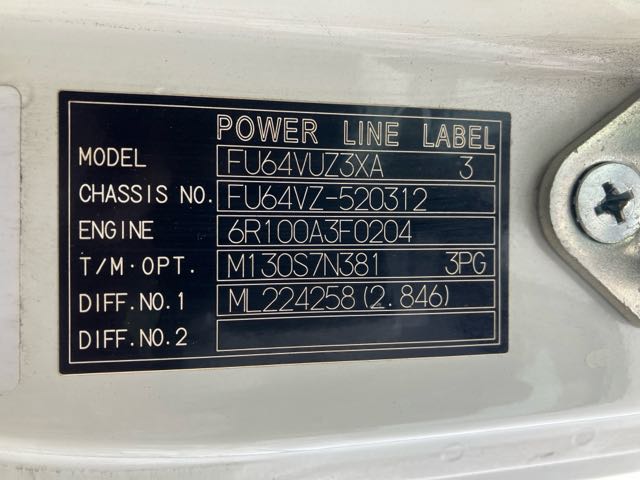 POWER LINE LABEL
MODEL FU64VUZ3XA 3
CHASSIS NO. FU64VZ-520312
ENGINE 6R100A3F0204
T/M·OPT. M130S7N381 3PG
DIFF.NO.1 ML224258(2.846)
DIFF.NO.2